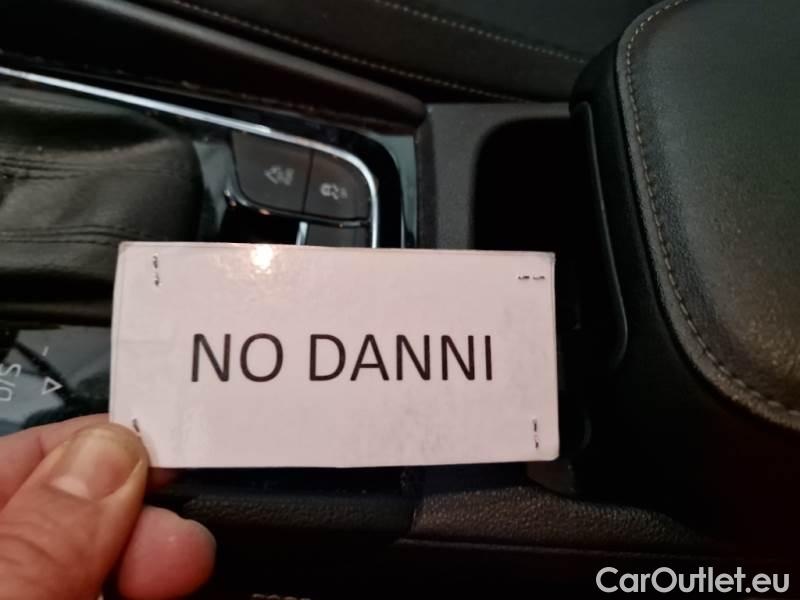 NO DANNI
D/S
CarOutlet.eu